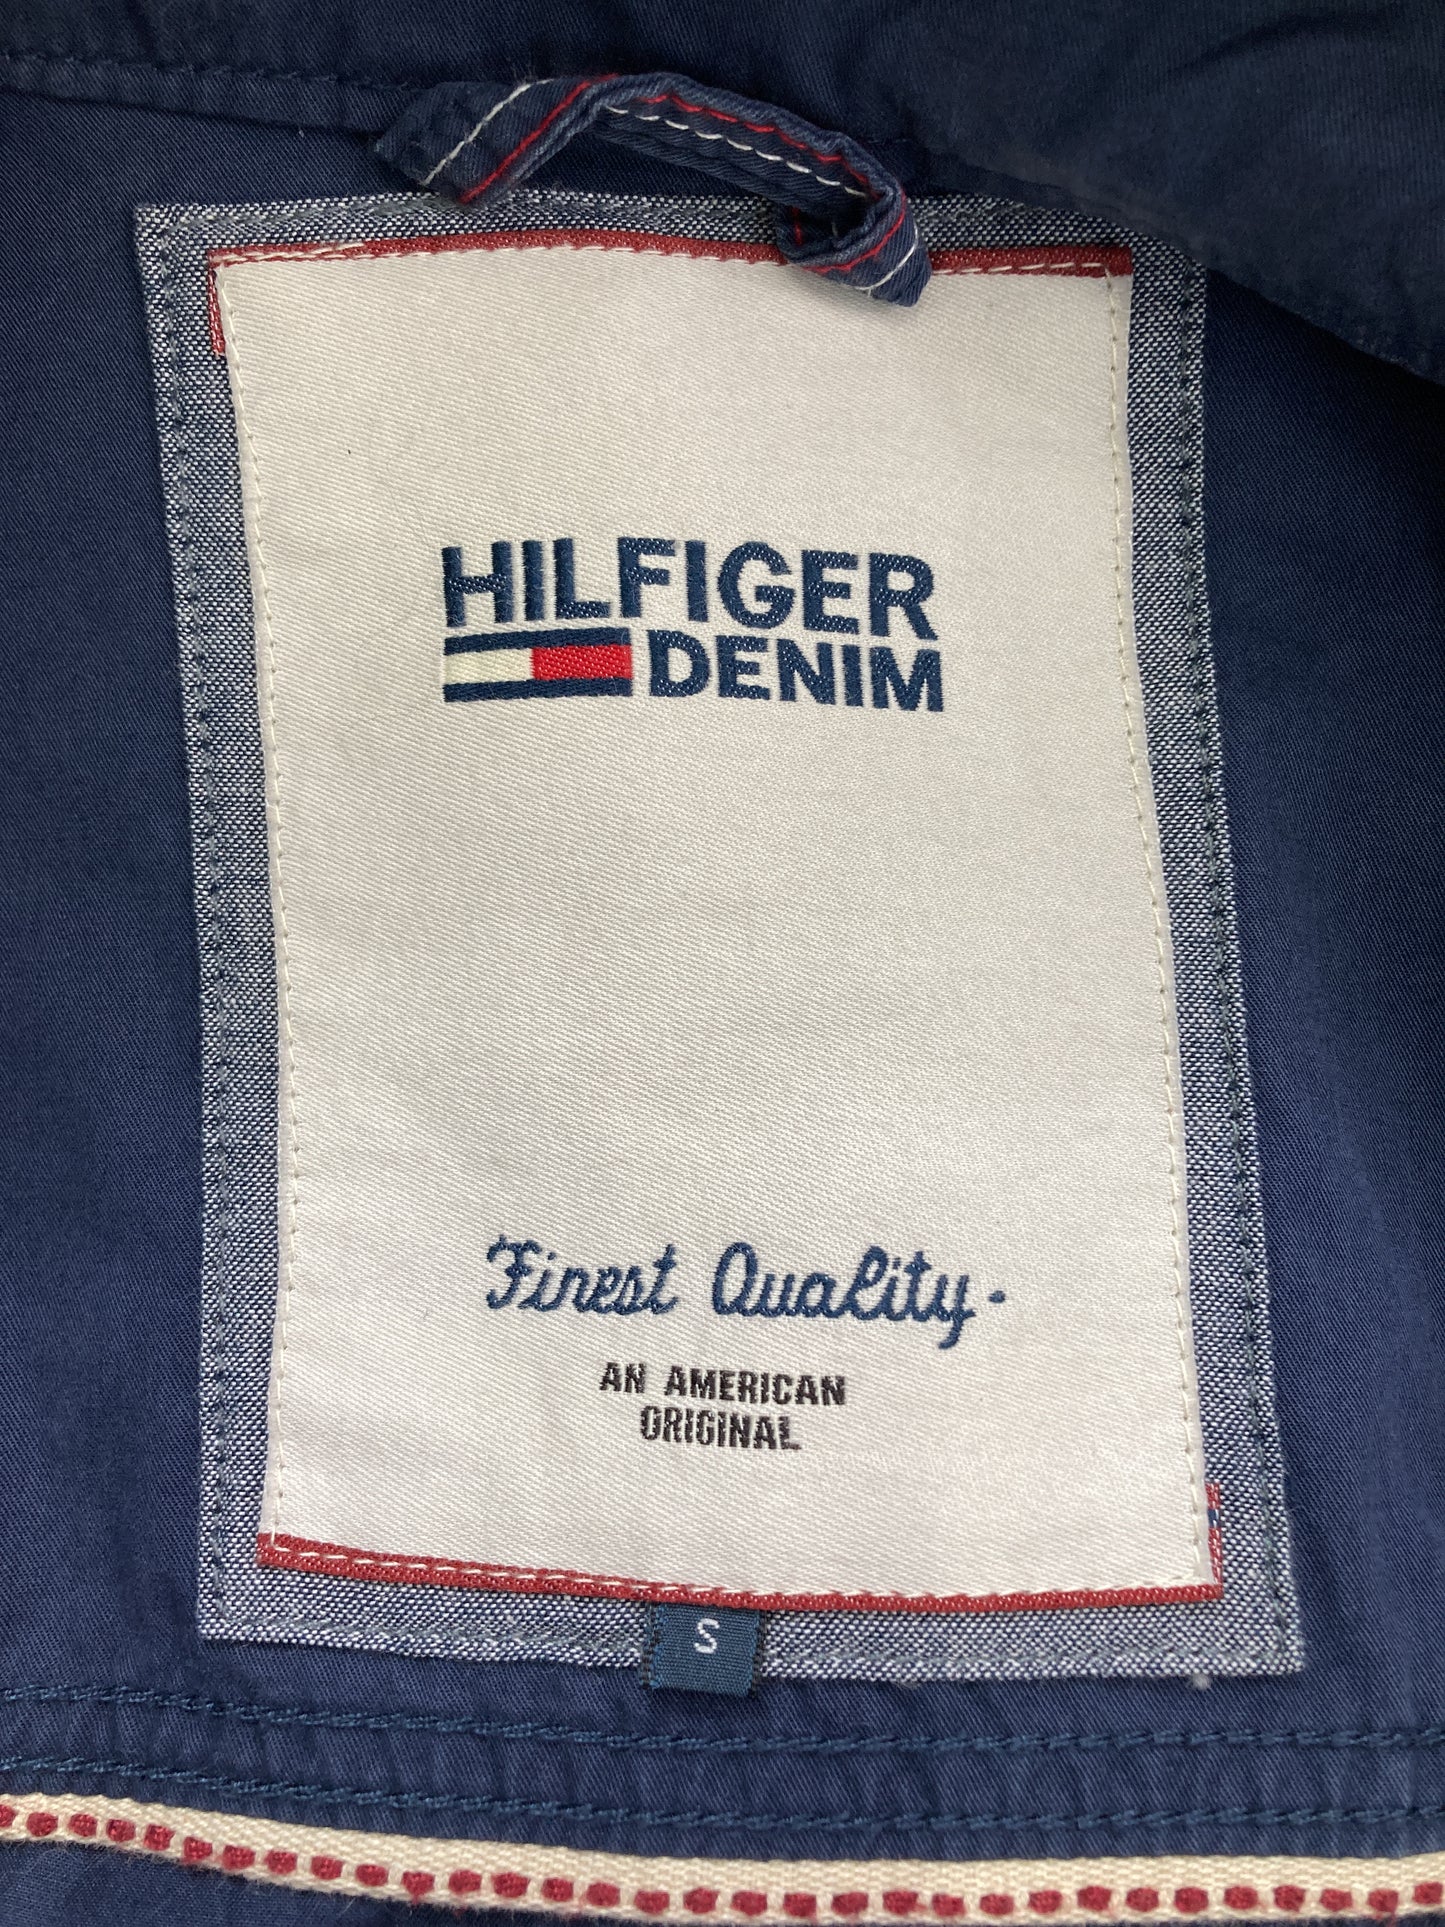 HILFIGER
DENIM
Finest Quality.
AN AMERICAN
ORIGINAL
S